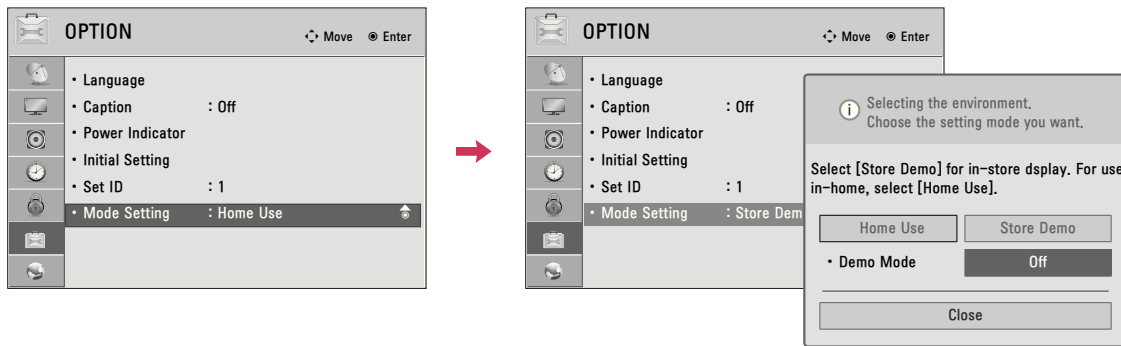 OPTION
Move Enter
• Language
• Caption : Off
• Power Indicator
• Initial Setting
• Set ID : 1
• Mode Setting : Home Use
OPTION
Move Enter
• Language
• Caption : Off
• Power Indicator
• Initial Setting
• Set ID : 1
• Mode Setting : Store Dem
i
Selecting the environment.
Choose the setting mode you want.
Select [Store Demo] for in-store dsplay. For use
in-home, select [Home Use].
Home Use Store Demo
• Demo Mode Off
Close